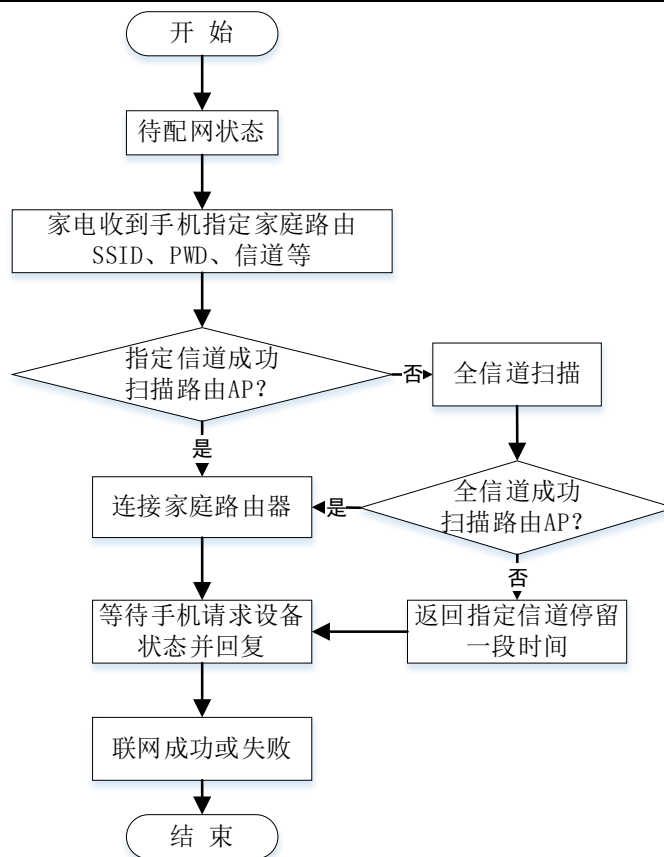 开 始
待配网状态
家电收到手机指定家庭路由
SSID、PWD、信道等
指定信道成功
扫描路由AP?
否
全信道扫描
是
连接家庭路由器
是
全信道成功
扫描路由AP?
否
等待手机请求设备
状态并回复
返回指定信道停留
一段时间
联网成功或失败
结 束